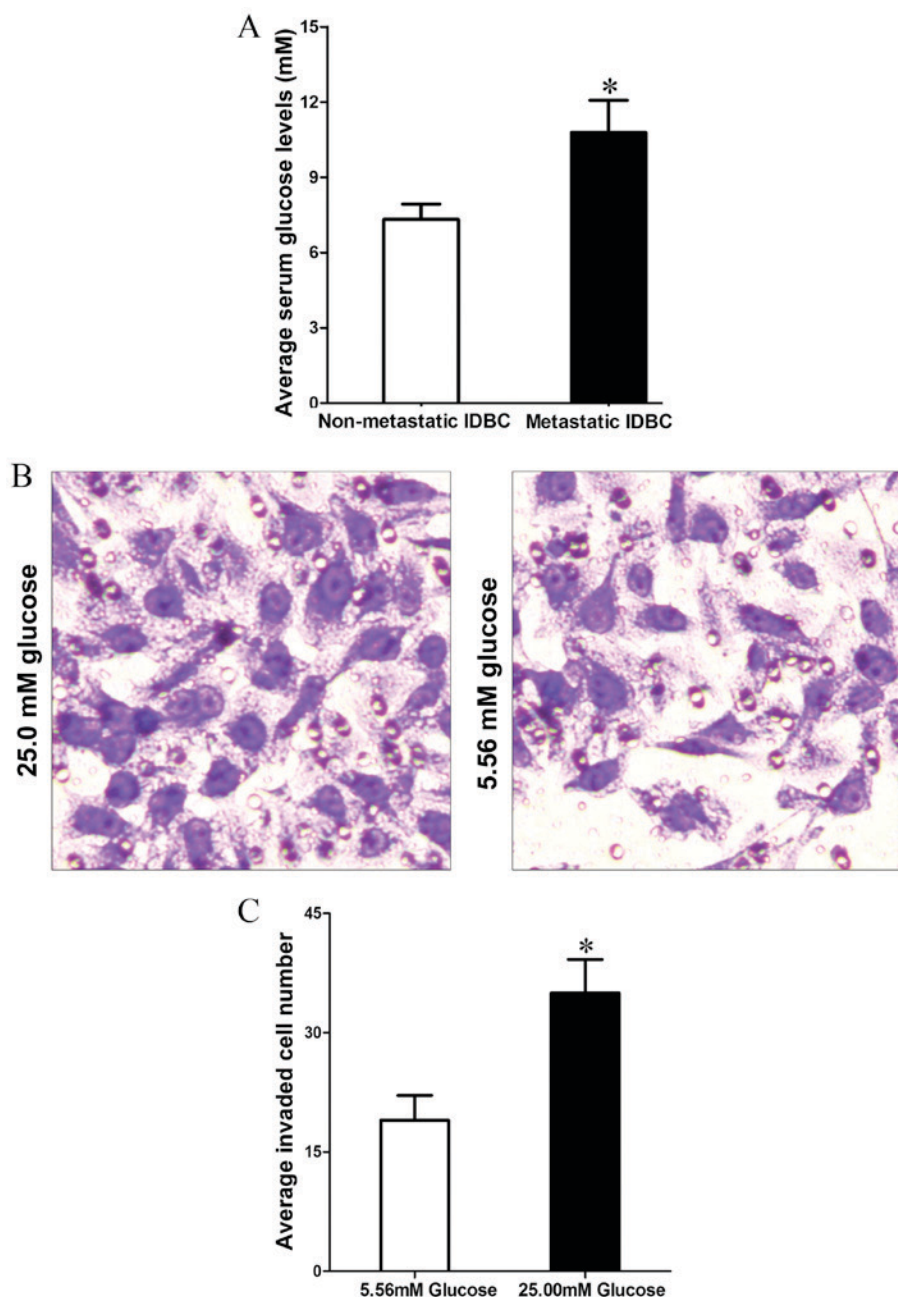 A
Average serum glucose levels (mM)
15
12
9
6
3
0
*
Non-metastatic IDBC
Metastatic IDBC
B
25.0 mM glucose
5.56 mM glucose
C
Average invaded cell number
45
30
15
0
*
5.56mM Glucose
25.00mM Glucose